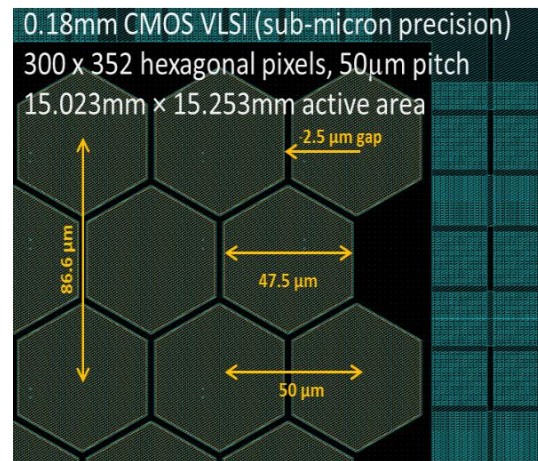 0.18mm CMOS VLSI (sub-micron precision)
300 x 352 hexagonal pixels, 50μm pitch
15.023mm × 15.253mm active area
2.5 μm gap
86.6 μm
47.5 μm
50 μm